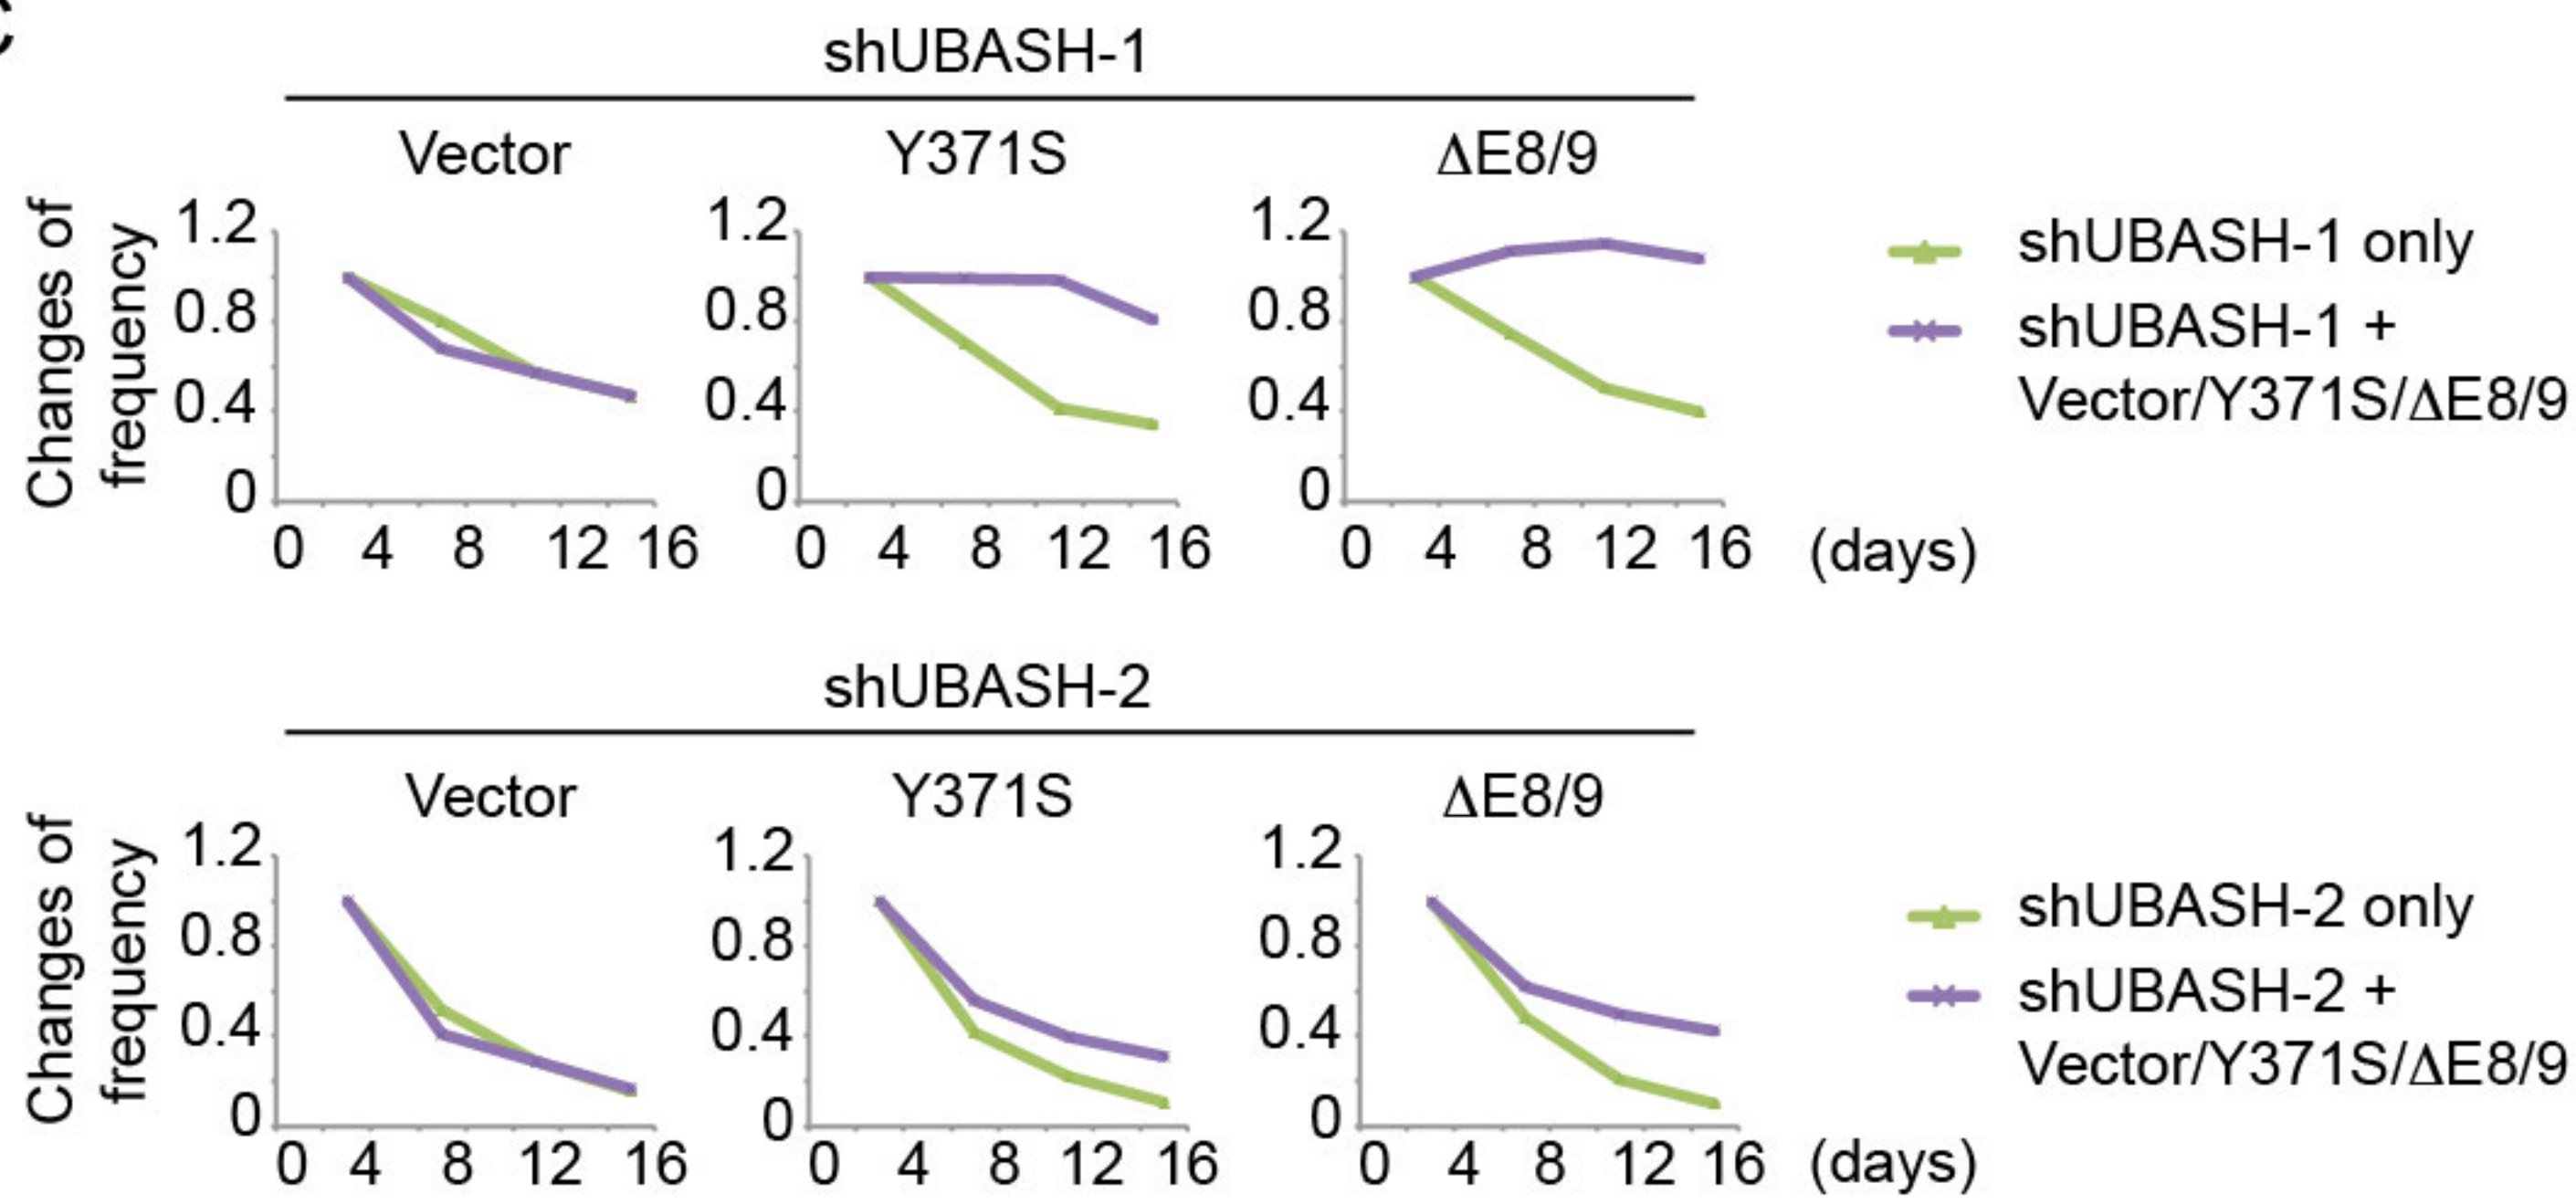 shUBASH-1
Vector Y371S ΔE8/9
Changes of
frequency
1.2
0.8
0.4
0
0 4 8 12 16
1.2
0.8
0.4
0
0 4 8 12 16
1.2
0.8
0.4
0
0 4 8 12 16
(days)
shUBASH-1 only
shUBASH-1 +
Vector/Y371S/ΔE8/9
shUBASH-2
Vector Y371S ΔE8/9
Changes of
frequency
1.2
0.8
0.4
0
0 4 8 12 16
1.2
0.8
0.4
0
0 4 8 12 16
1.2
0.8
0.4
0
0 4 8 12 16
(days)
shUBASH-2 only
shUBASH-2 +
Vector/Y371S/ΔE8/9